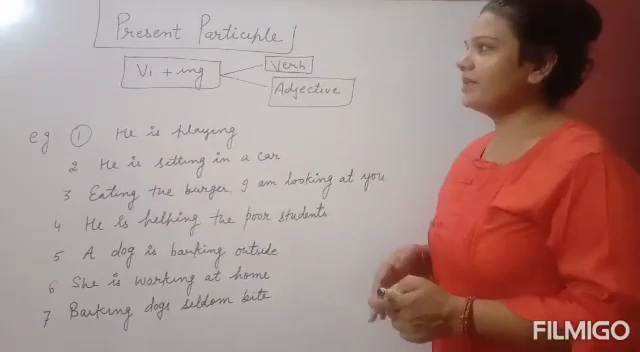 Present Participle
V1 + ing
Verb
Adjective
eg 1 He is playing
2 He is sitting in a car
3 Eating the burger, I am looking at you
4 He is helping the poor students
5 A dog is barking outside
6 She is working at home
7 Barking dogs seldom bite
FILMIGO